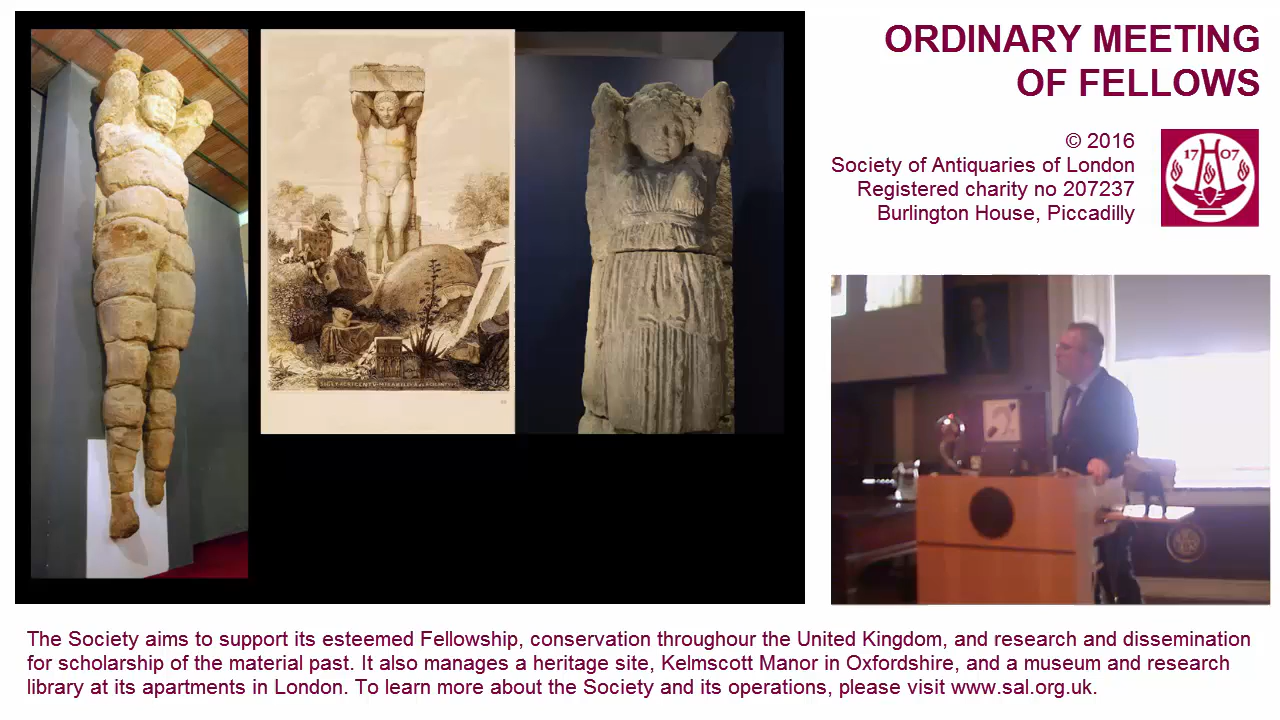 ORDINARY MEETING
OF FELLOWS
© 2016
Society of Antiquaries of London
Registered charity no 207237
Burlington House, Piccadilly
17 07
The Society aims to support its esteemed Fellowship, conservation throughour the United Kingdom, and research and dissemination
for scholarship of the material past. It also manages a heritage site, Kelmscott Manor in Oxfordshire, and a museum and research
library at its apartments in London. To learn more about the Society and its operations, please visit www.sal.org.uk.